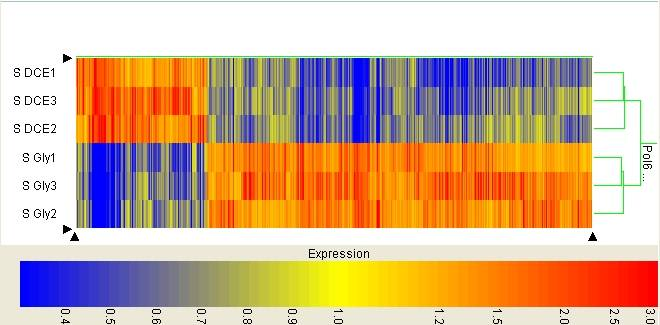 S DCE1
S DCE3
S DCE2
S Gly1
S Gly3
S Gly2
Pol6 ...
Expression
0.4
0.5
0.6
0.7
0.8
0.9
1.0
1.2
1.5
2.0
2.5
3.0